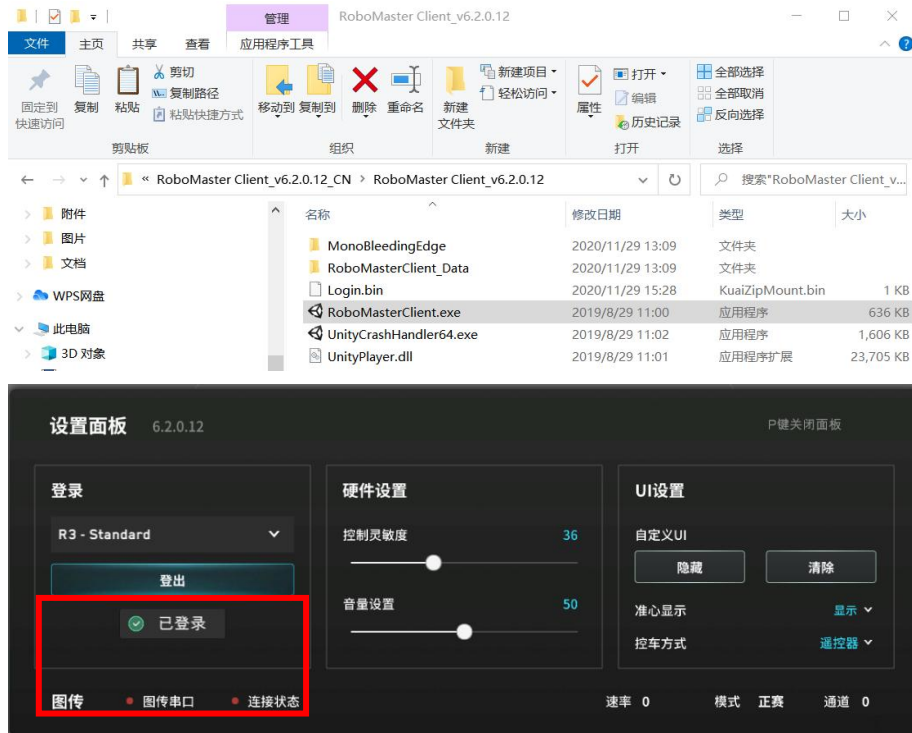 管理 RoboMaster Client_v6.2.0.12
文件 主页 共享 查看 应用程序工具
固定到快速访问 复制 粘贴 剪切 复制路径 粘贴快捷方式 移动到 复制到 删除 重命名 新建文件夹 新建项目 轻松访问 属性 打开 编辑 历史记录 全部选择 全部取消 反向选择
剪贴板 组织 新建 打开 选择
« RoboMaster Client_v6.2.0.12_CN > RoboMaster Client_v6.2.0.12 搜索"RoboMaster Client_v...
附件
图片
文档
WPS网盘
此电脑
3D 对象
名称 修改日期 类型 大小
MonoBleedingEdge 2020/11/29 13:09 文件夹
RoboMasterClient_Data 2020/11/29 13:09 文件夹
Login.bin 2020/11/29 15:28 KuaiZipMount.bin 1 KB
RoboMasterClient.exe 2019/8/29 11:00 应用程序 636 KB
UnityCrashHandler64.exe 2019/8/29 11:02 应用程序 1,606 KB
UnityPlayer.dll 2019/8/29 11:01 应用程序扩展 23,705 KB
设置面板 6.2.0.12 P键关闭面板
登录
R3 - Standard
登出
已登录
硬件设置
控制灵敏度 36
音量设置 50
UI设置
自定义UI
隐藏 清除
准心显示 显示
控车方式 遥控器
图传 图传串口 连接状态 速率 0 模式 正赛 通道 0